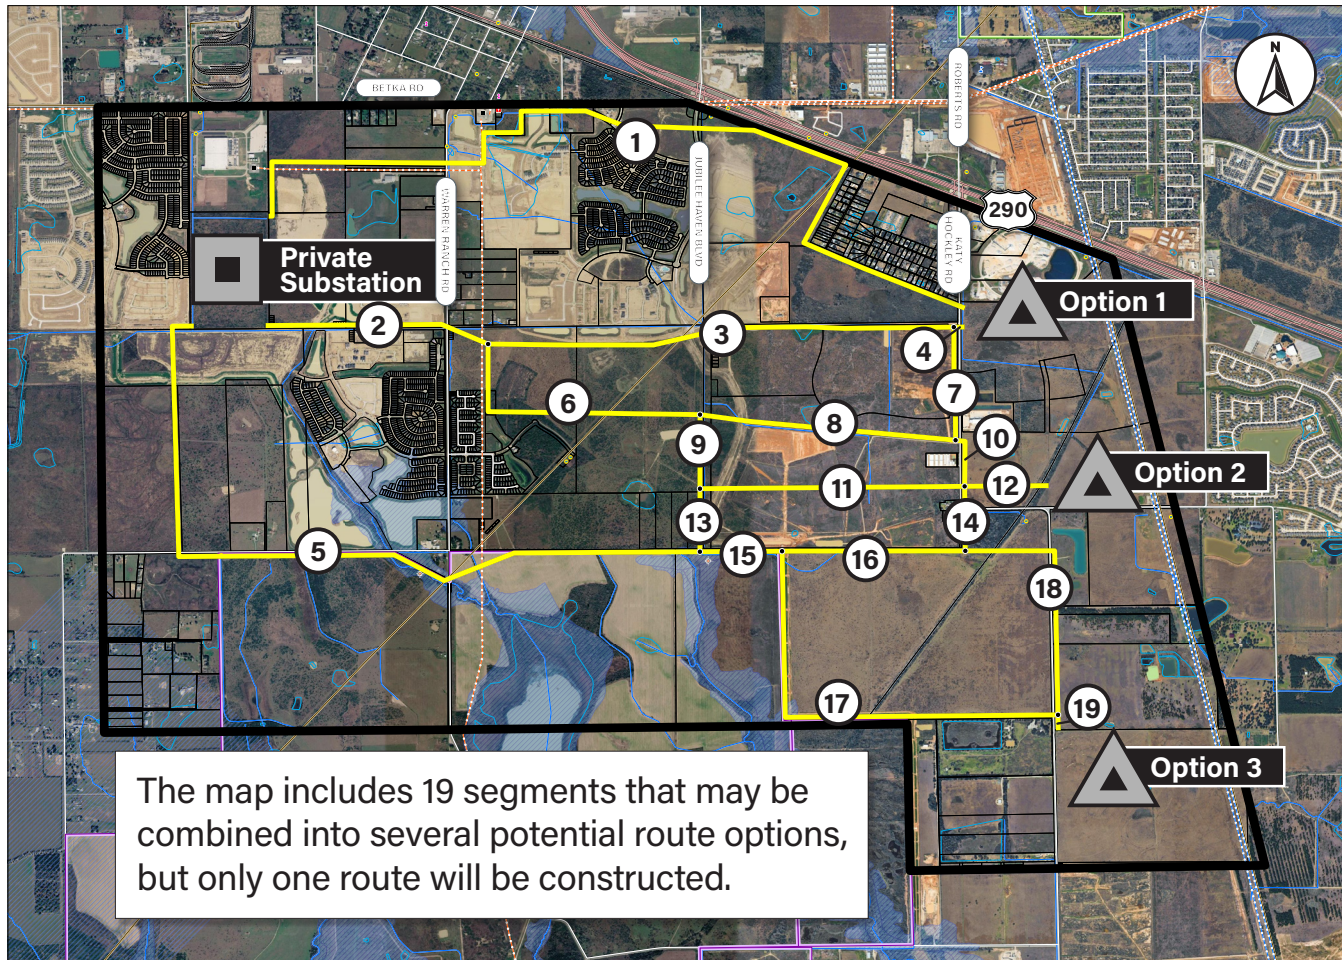 BETKA RD
ROBERTS RD
N
1
JUBILEE HAVEN BLVD
WARREN RANCH RD
290
KATY
HOCKLEY RD
Private
Substation
Option 1
2
3
4
6
7
8
9
10
Option 2
11
12
13
14
5
15
16
18
17
19
Option 3
The map includes 19 segments that may be
combined into several potential route options,
but only one route will be constructed.